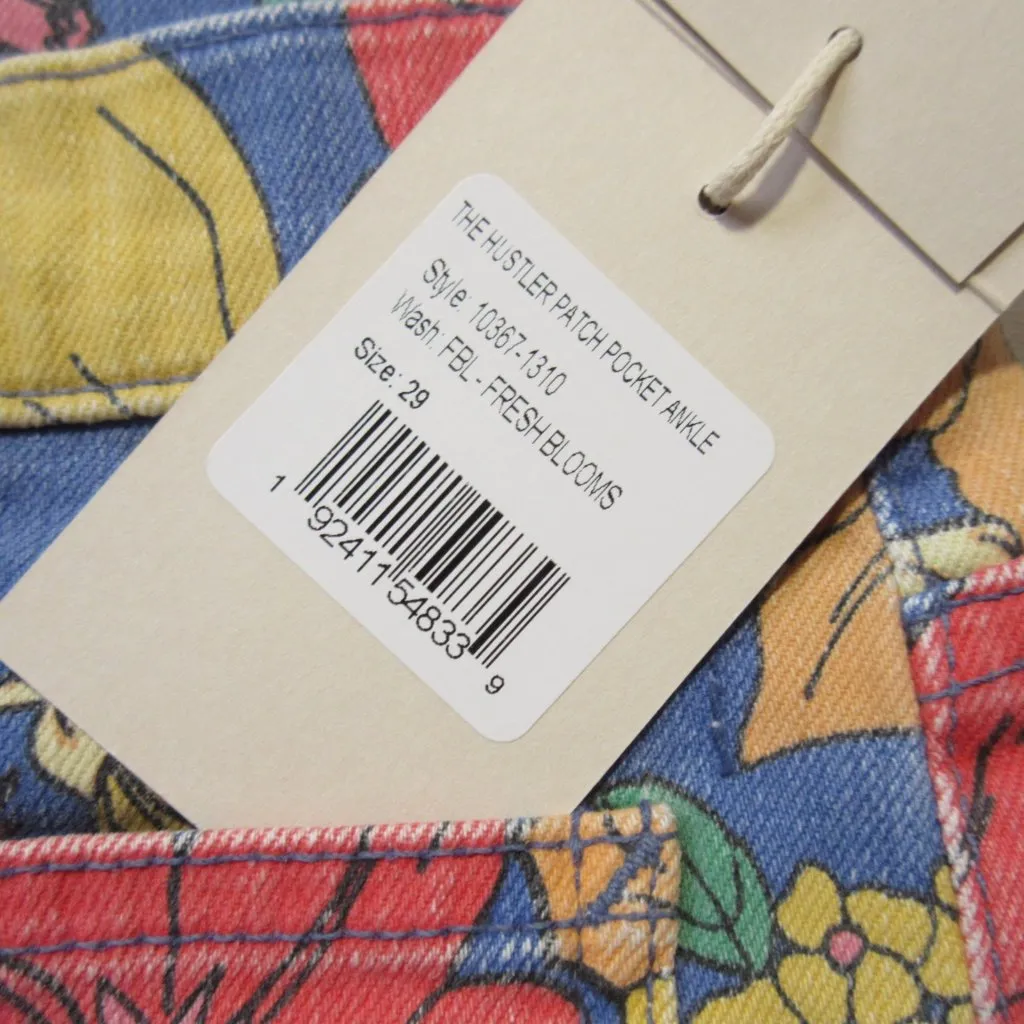 THE HUSTLER PATCH POCKET ANKLE
Style: 10367-1310
Wash: FBL - FRESH BLOOMS
Size: 29
1 92411 54833 9